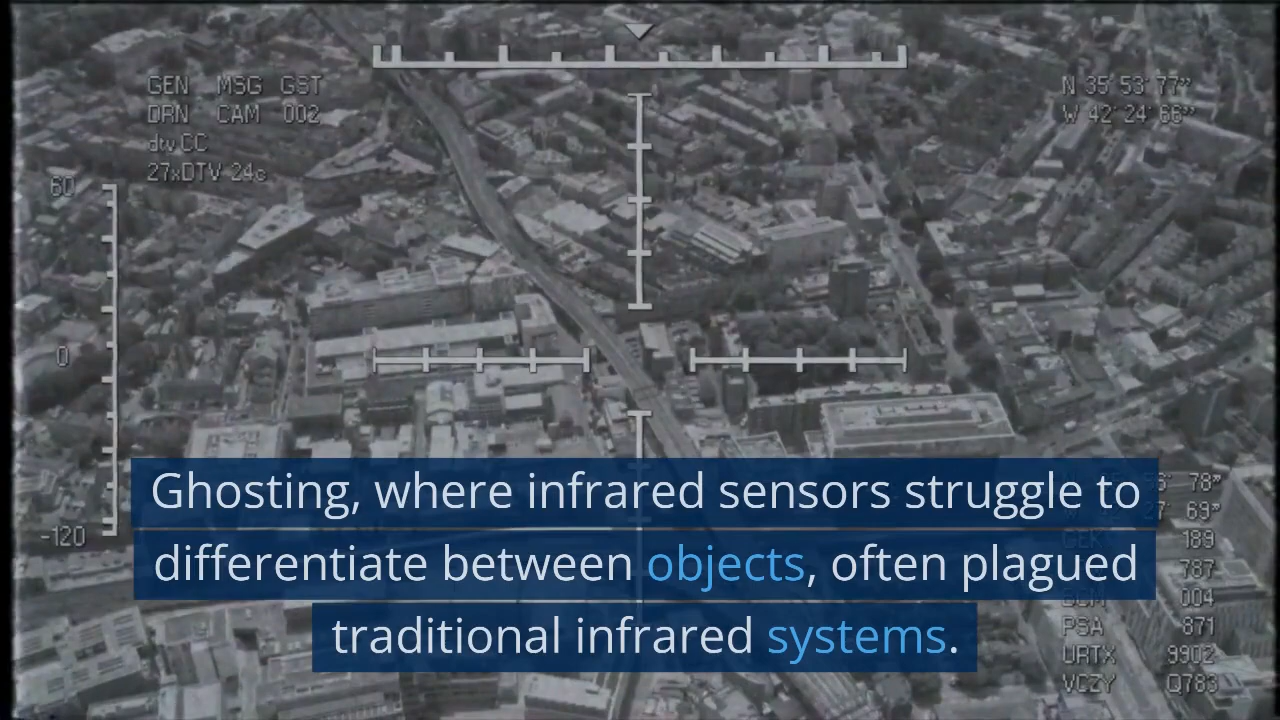 GEN MSG GST
DRN CAM 002
dtv CC
27xDTV 24c
N 35° 53' 77”
W 42° 24' 66”
60
0
-120
Ghosting, where infrared sensors struggle to
differentiate between objects, often plagued
traditional infrared systems.
78”
69”
189
787
004
PSA 871
URTX 9902
VCZY Q783